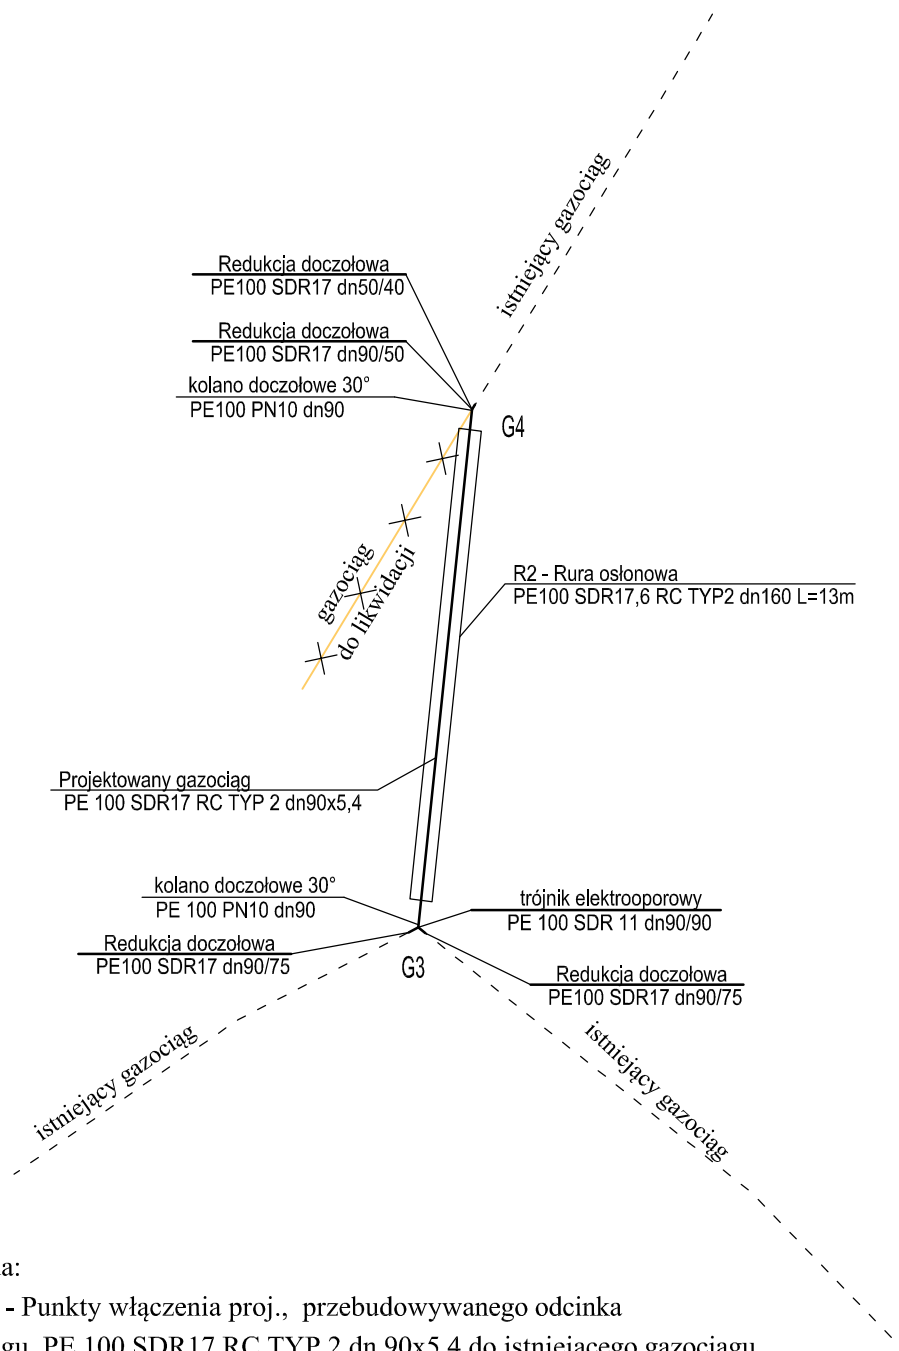 istniejący gazociąg
Redukcja doczołowa
PE100 SDR17 dn50/40
Redukcja doczołowa
PE100 SDR17 dn90/50
kolano doczołowe 30°
PE100 PN10 dn90
G4
gazociąg
do likwidacji
R2 - Rura osłonowa
PE100 SDR17,6 RC TYP2 dn160 L=13m
Projektowany gazociąg
PE 100 SDR17 RC TYP 2 dn90x5,4
kolano doczołowe 30°
PE 100 PN10 dn90
trójnik elektrooporowy
PE 100 SDR 11 dn90/90
Redukcja doczołowa
PE100 SDR17 dn90/75
G3
Redukcja doczołowa
PE100 SDR17 dn90/75
istniejący gazociąg
istniejący gazociąg
- Punkty włączenia proj., przebudowywanego odcinka
PE 100 SDR17 RC TYP 2 dn 90x5,4 do istniejącego gazociągu